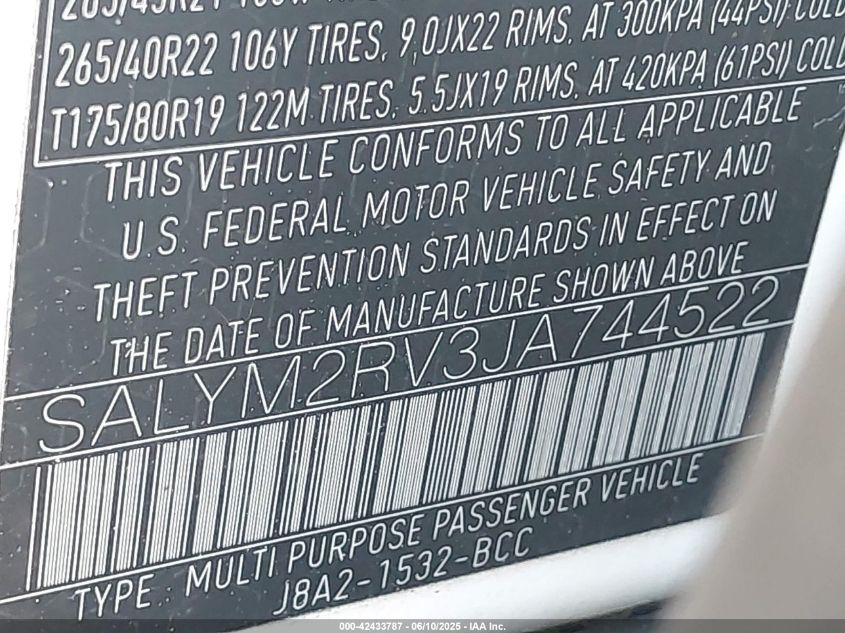 265/40R22 106Y TIRES, 9.0JX22 RIMS, AT 300KPA (44PSI) COLD
T175/80R19 122M TIRES, 5.5JX19 RIMS, AT 420KPA (61PSI) COLD
THIS VEHICLE CONFORMS TO ALL APPLICABLE
U.S. FEDERAL MOTOR VEHICLE SAFETY AND
THEFT PREVENTION STANDARDS IN EFFECT ON
THE DATE OF MANUFACTURE SHOWN ABOVE
SALYM2RV3JA744522
TYPE : MULTI PURPOSE PASSENGER VEHICLE
J8A2-1532-BCC
000-42433787 - 06/10/2025 - IAA Inc.